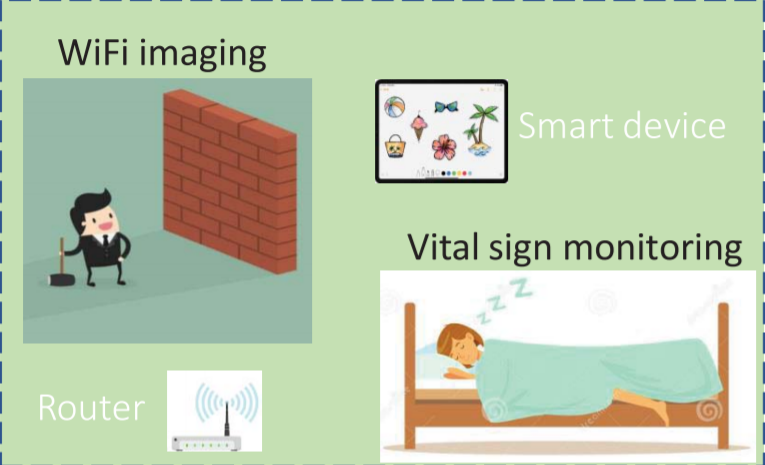 WiFi imaging
Smart device
Vital sign monitoring
Z Z Z
Router